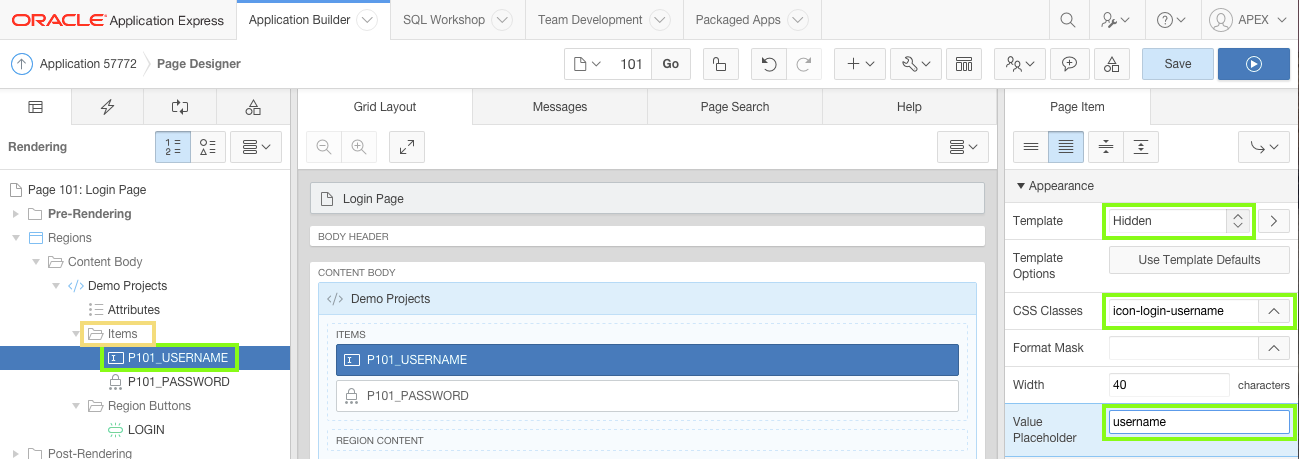 ORACLE Application Express Application Builder SQL Workshop Team Development Packaged Apps APEX
Application 57772 Page Designer 101 Go Save
Grid Layout Messages Page Search Help Page Item
Rendering
1
2
Page 101: Login Page
Pre-Rendering
Regions
Content Body
Demo Projects
Attributes
Items
P101_USERNAME
P101_PASSWORD
Region Buttons
LOGIN
Post-Rendering
Login Page
BODY HEADER
CONTENT BODY
</> Demo Projects
ITEMS
P101_USERNAME
P101_PASSWORD
REGION CONTENT
Appearance
Template Hidden
Template Options Use Template Defaults
CSS Classes icon-login-username
Format Mask
Width 40 characters
Value Placeholder username